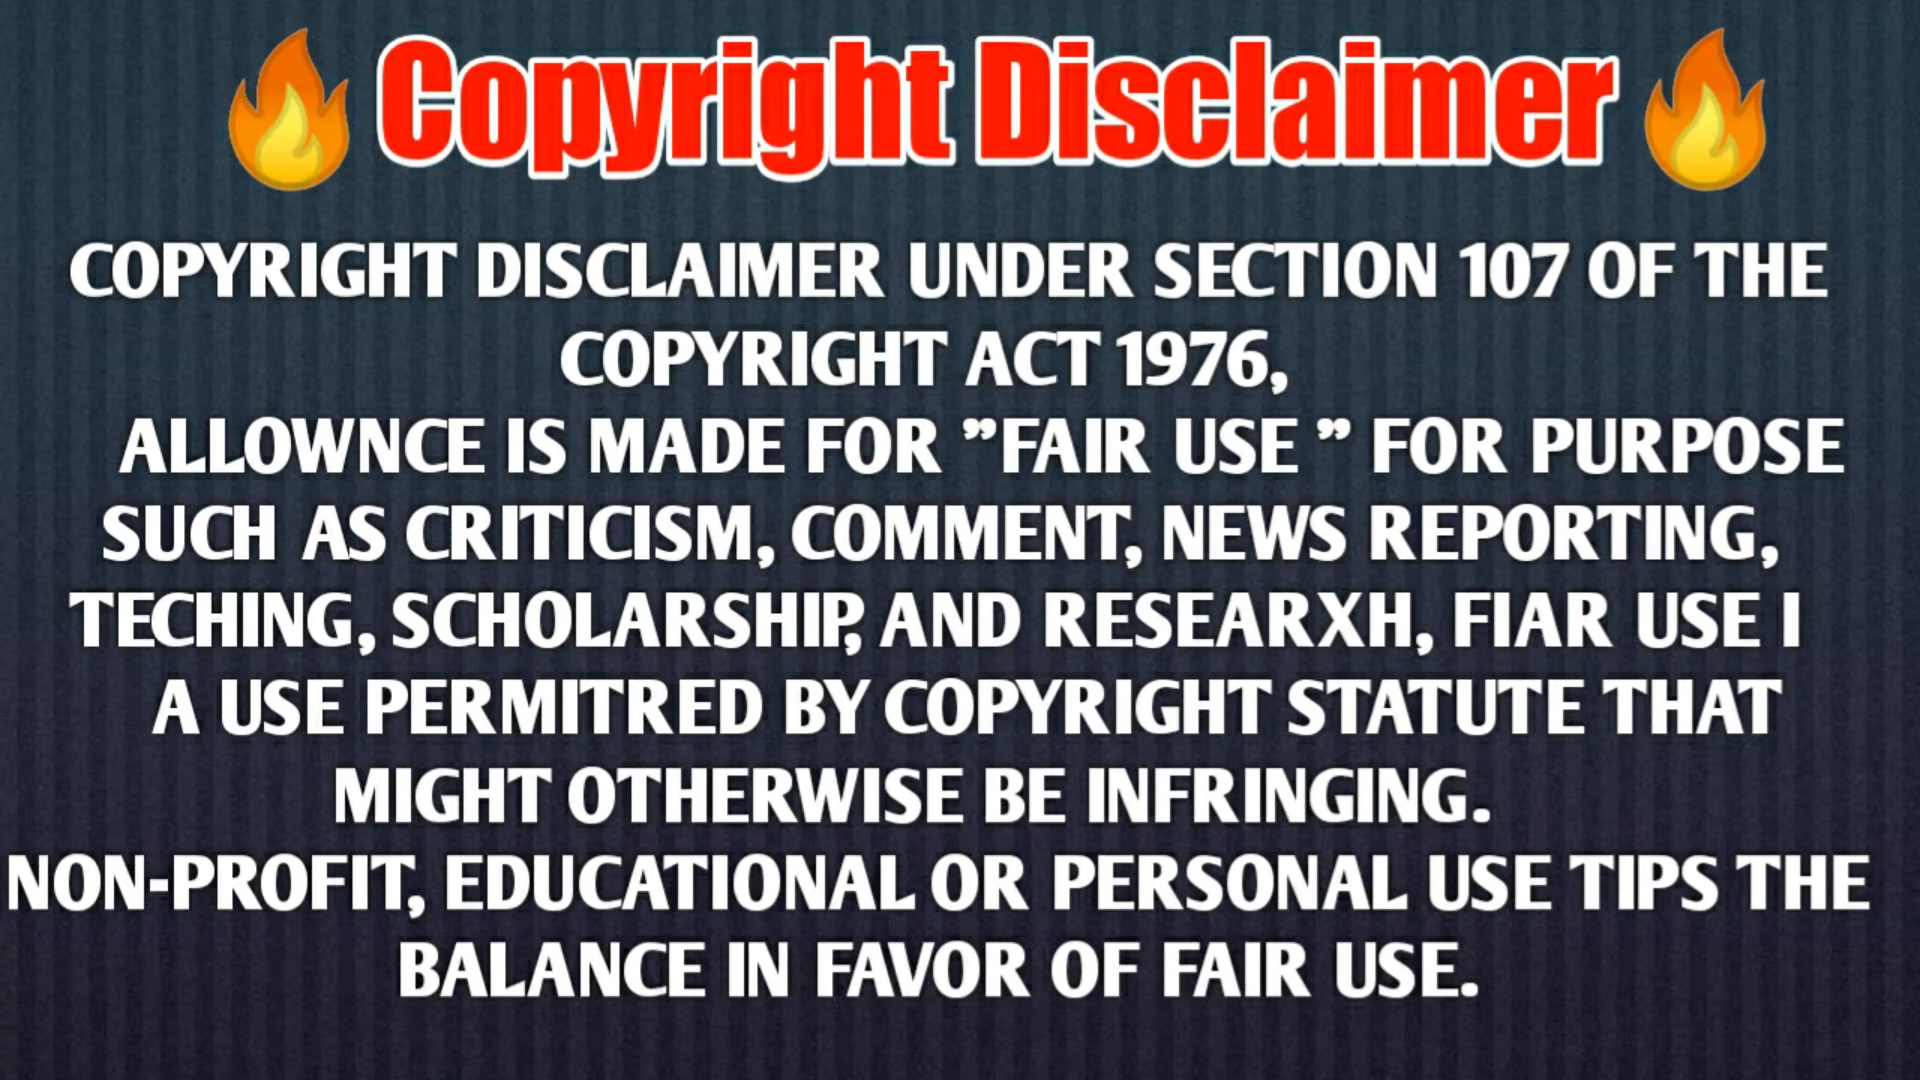 Copyright Disclaimer
COPYRIGHT DISCLAIMER UNDER SECTION 107 OF THE
COPYRIGHT ACT 1976,
ALLOWNCE IS MADE FOR ”FAIR USE ” FOR PURPOSE
SUCH AS CRITICISM, COMMENT, NEWS REPORTING,
TECHING, SCHOLARSHIP, AND RESEARXH, FIAR USE I
A USE PERMITRED BY COPYRIGHT STATUTE THAT
MIGHT OTHERWISE BE INFRINGING.
NON-PROFIT, EDUCATIONAL OR PERSONAL USE TIPS THE
BALANCE IN FAVOR OF FAIR USE.